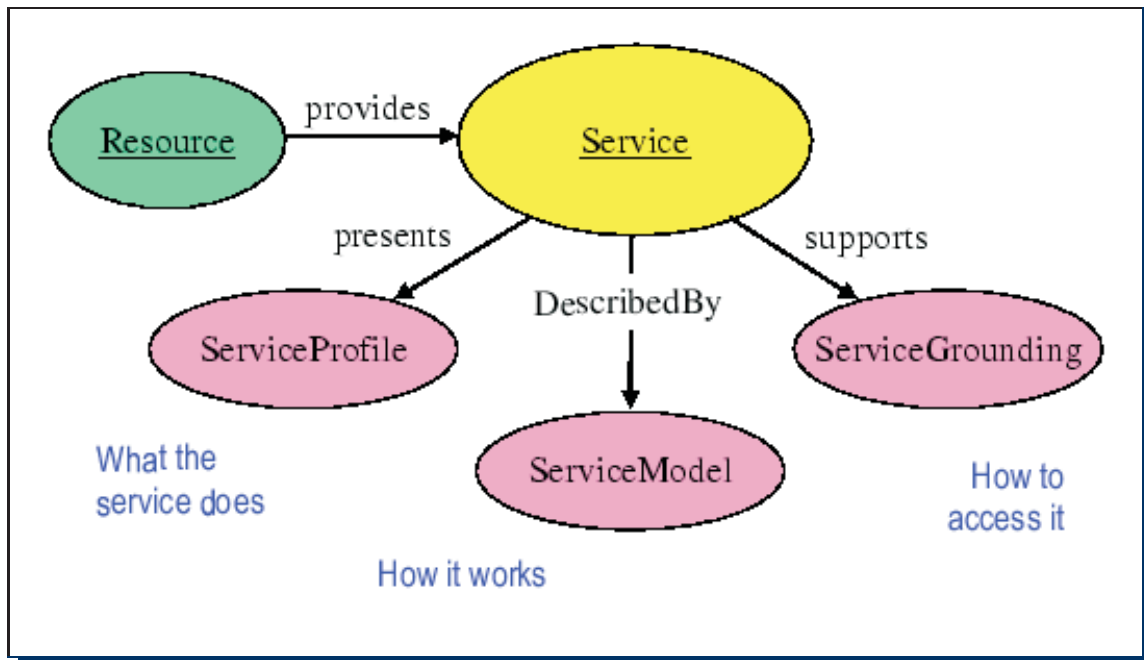 provides
Resource
Service
presents
supports
DescribedBy
ServiceProfile
ServiceGrounding
What the
service does
ServiceModel
How to
access it
How it works